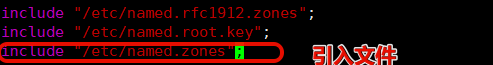 include "/etc/named.rfc1912.zones";
include "/etc/named.root.key";
include "/etc/named.zones"; 引入文件